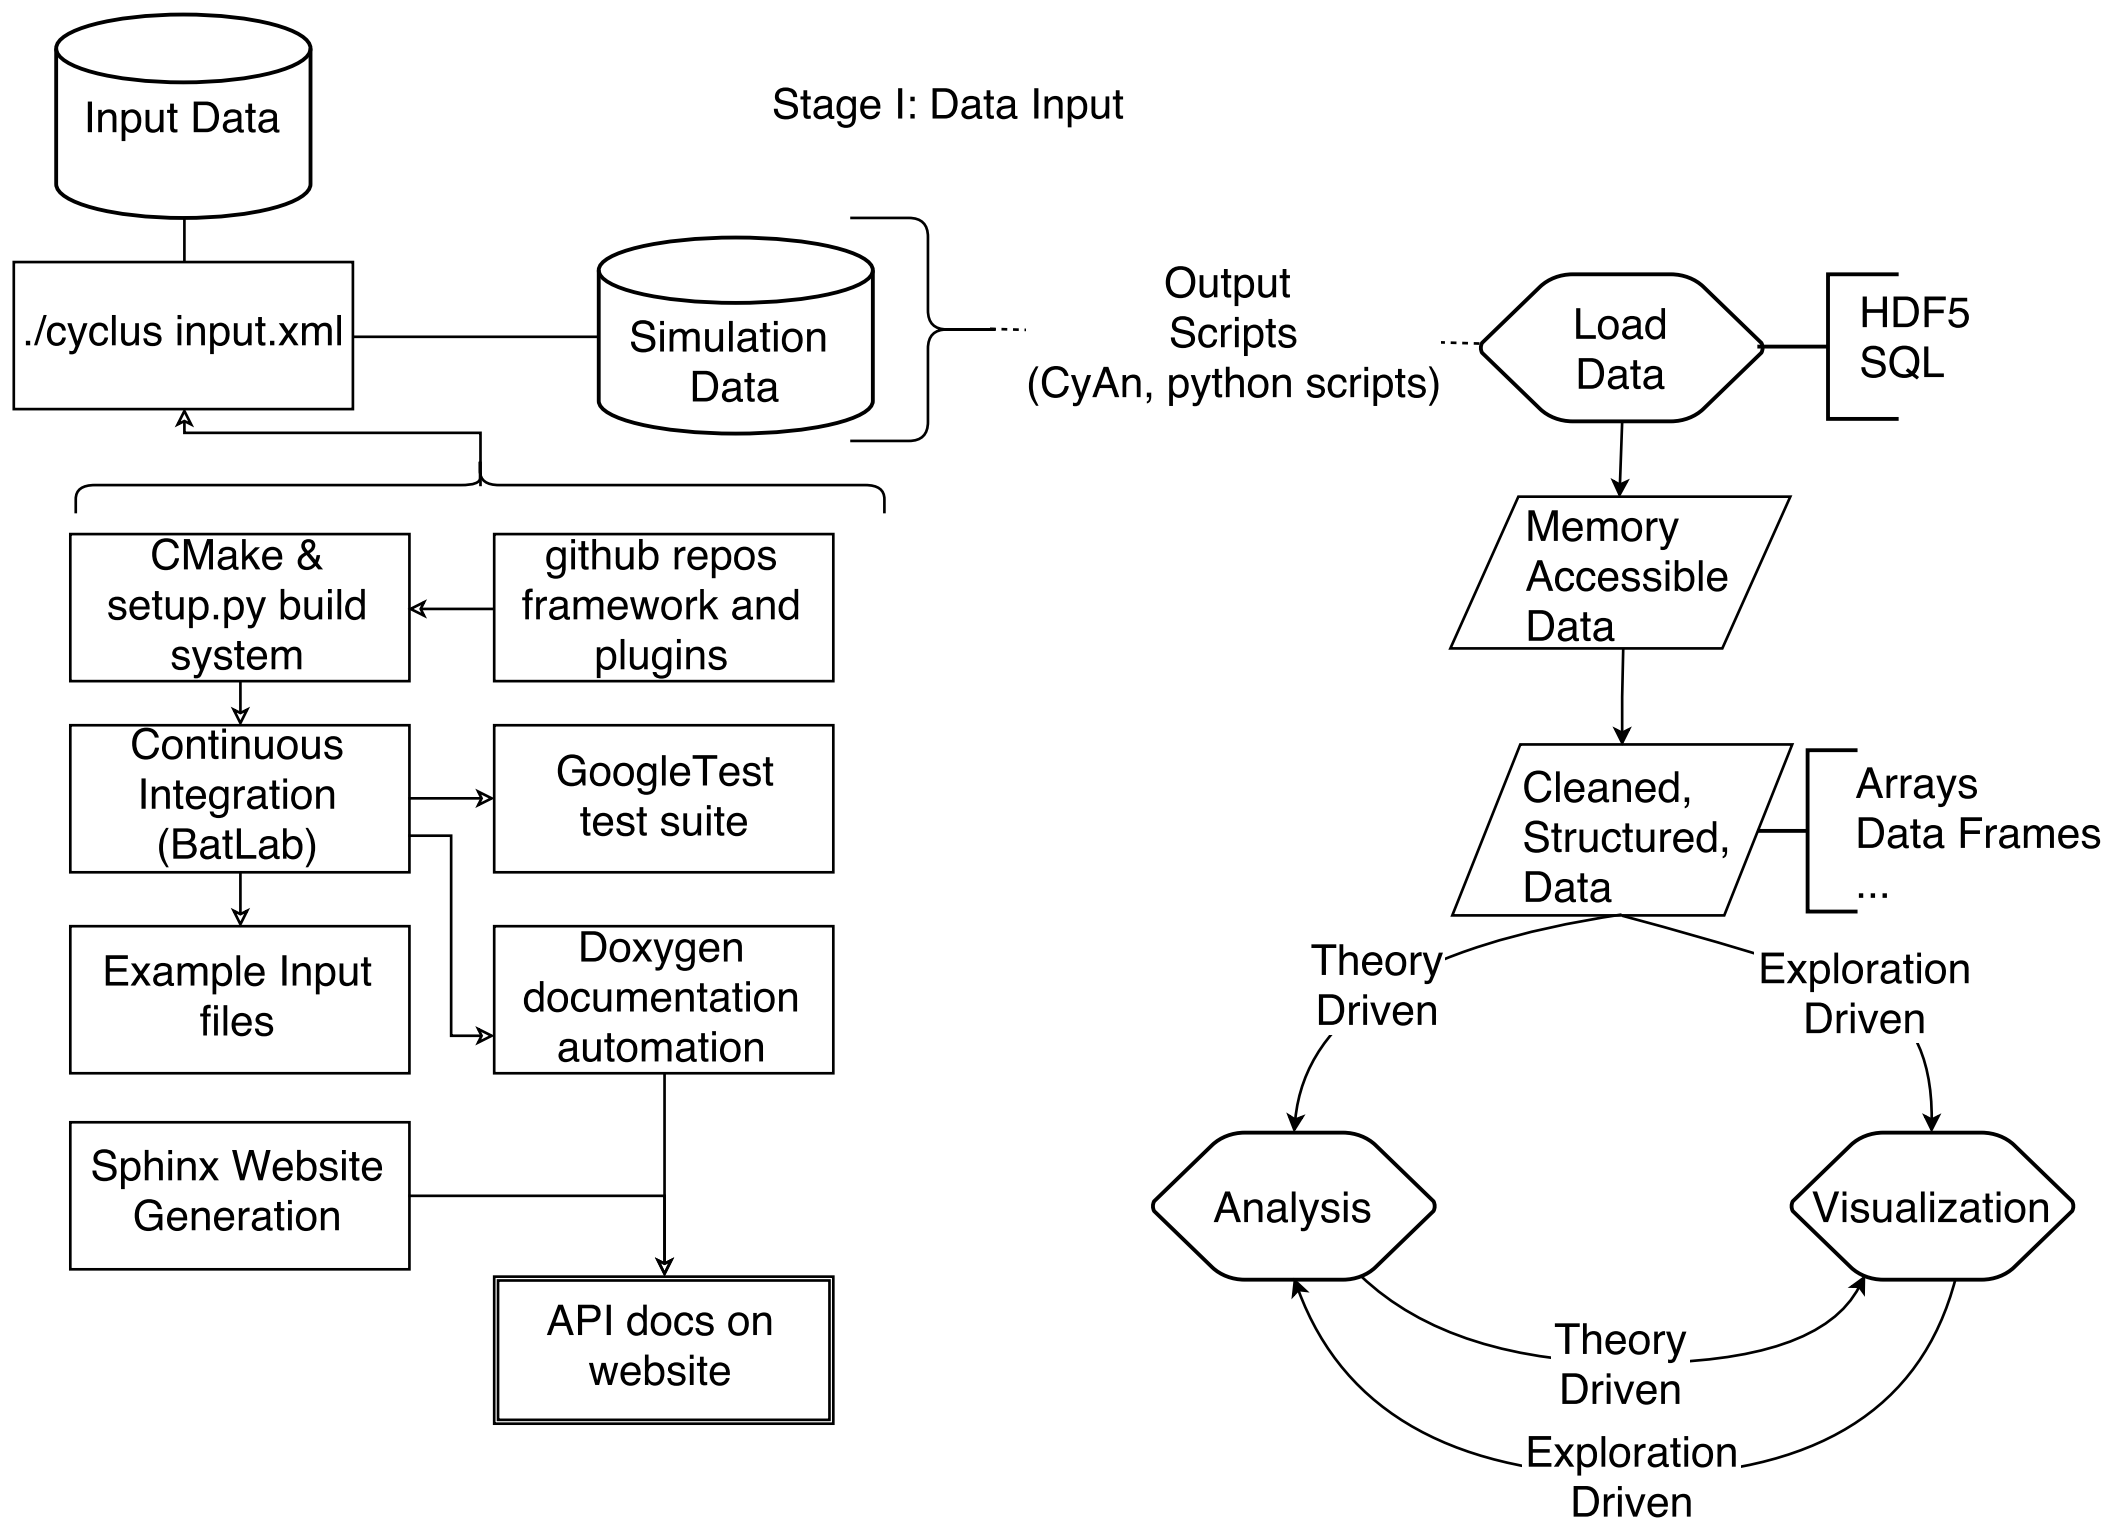 Input Data
Stage I: Data Input
./cyclus input.xml
Simulation
Data
Output
Scripts
(CyAn, python scripts)
Load
Data
HDF5
SQL
CMake &
setup.py build
system
github repos
framework and
plugins
Continuous
Integration
(BatLab)
GoogleTest
test suite
Example Input
files
Doxygen
documentation
automation
Sphinx Website
Generation
API docs on
website
Memory
Accessible
Data
Cleaned,
Structured,
Data
Arrays
Data Frames
...
Theory
Driven
Exploration
Driven
Analysis
Visualization
Theory
Driven
Exploration
Driven